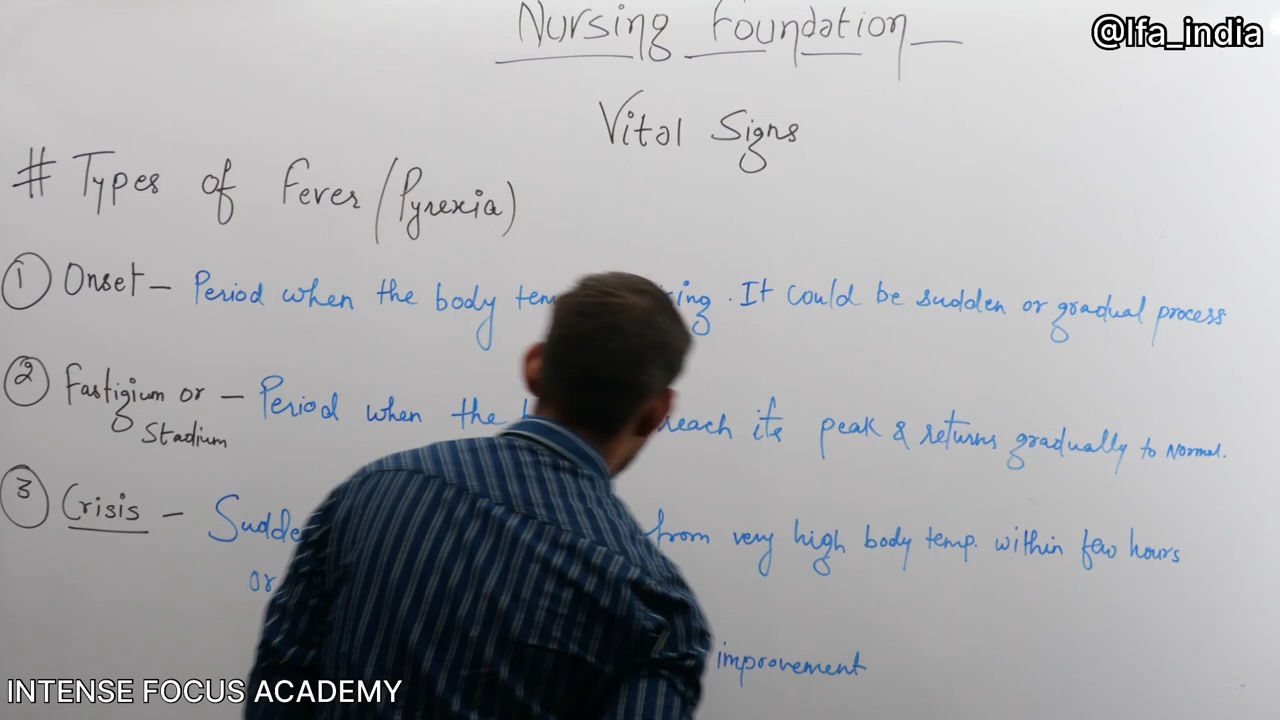 @lfa_india
Nursing Foundation
Vital Signs
# Types of Fever/(Pyrexia)
① Onset - Period when the body tem ring. It could be sudden or gradual process
② Fastigium or - Period when the reach its peak & returns gradually to Normal.
Stadium
③ Crisis - Sudde from very high body temp. within few hours
or
improvement
INTENSE FOCUS ACADEMY